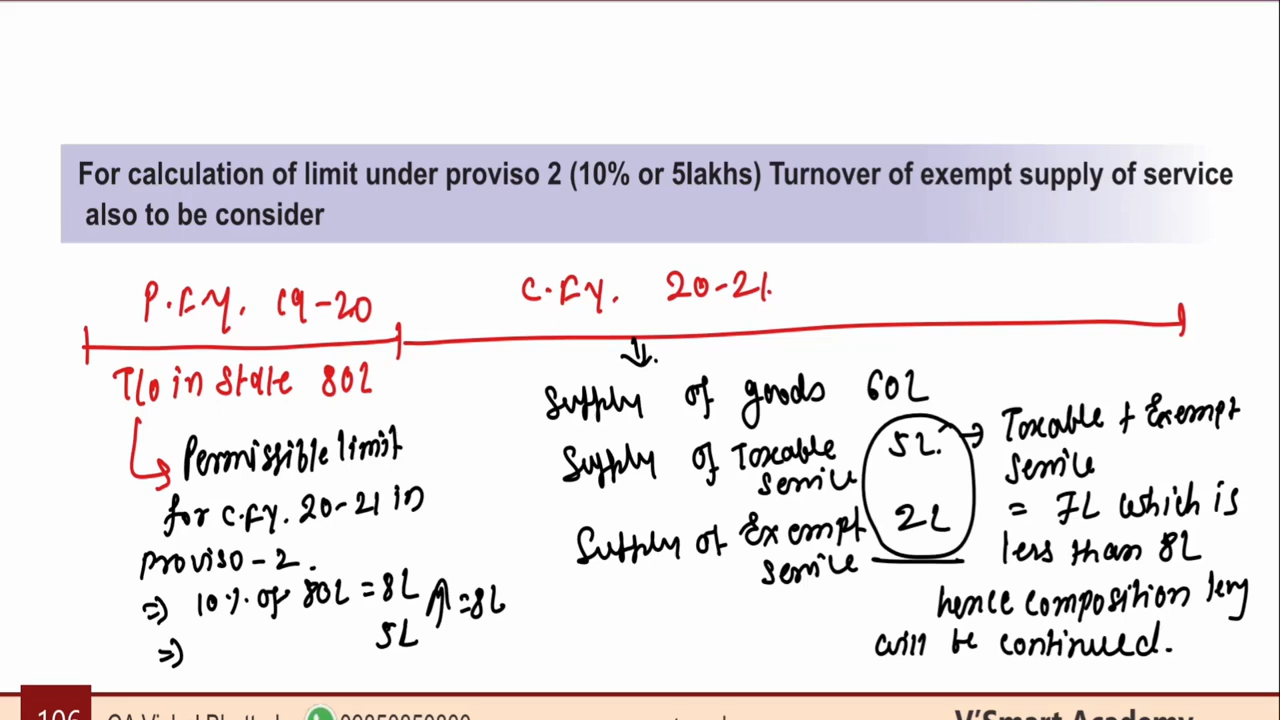 For calculation of limit under proviso 2 (10% or 5lakhs) Turnover of exempt supply of service
also to be consider
P.F.Y. 19-20
C.F.Y. 20-21.
T/o in State 80L
Permissible limit
for C.F.Y. 20-21 in
proviso-2.
⇒ 10% of 80L = 8L
5L
↑ = 8L
⇒
Supply of goods 60L
Supply of Taxable service 5L.
Supply of Exempt service 2L
→ Taxable + Exempt
service
= 7L which is
less than 8L
hence composition levy
will be continued.
106
V'Smart Academy